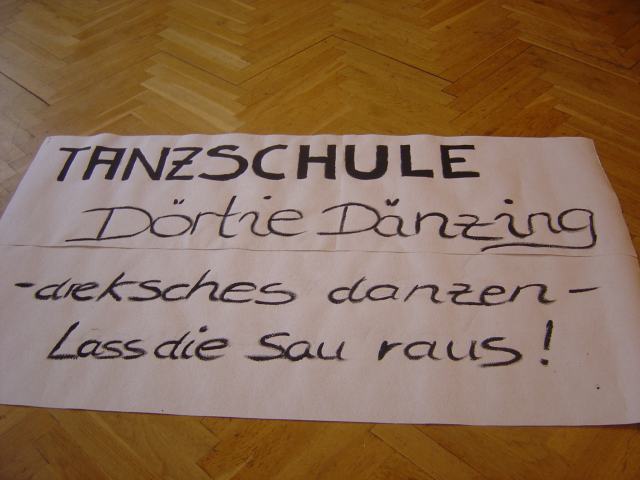 TANZSCHULE
Dörtie Dänzing
-dreksches danzen-
Lass die Sau raus!